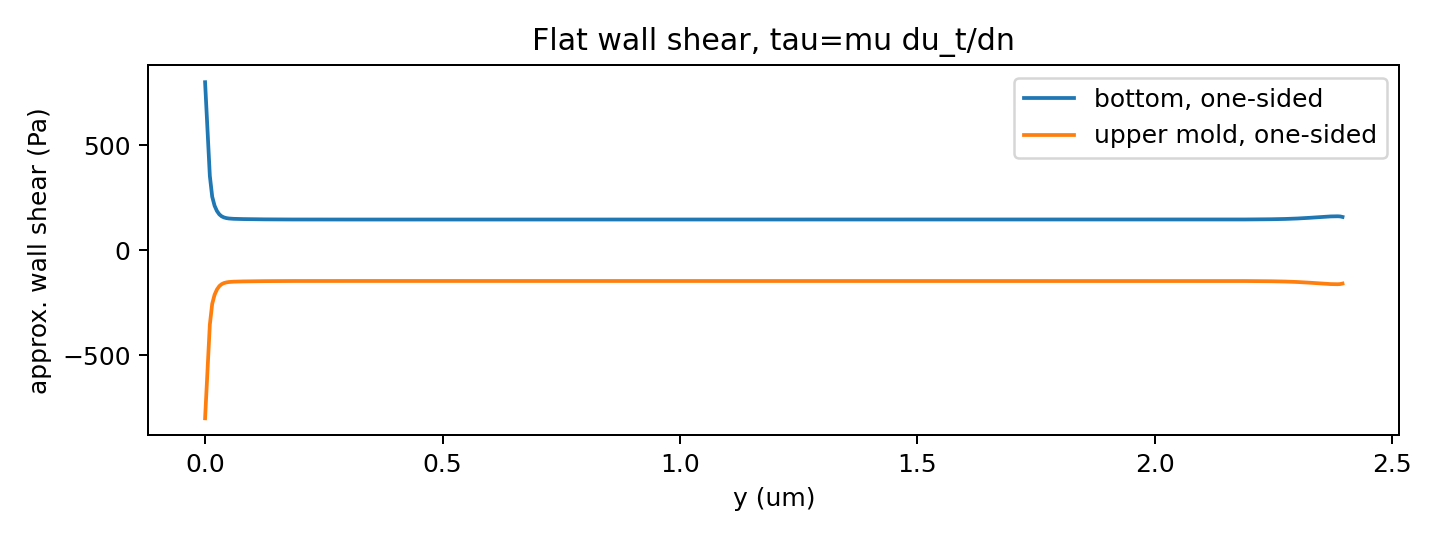 Flat wall shear, tau=mu du_t/dn
approx. wall shear (Pa)
500
0
−500
bottom, one-sided
upper mold, one-sided
0.0 0.5 1.0 1.5 2.0 2.5
y (um)